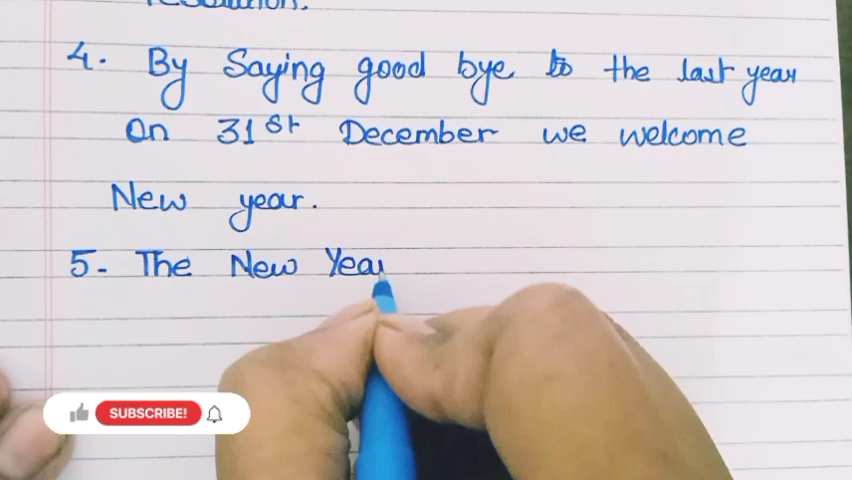 4. By Saying good bye to the last year
On 31st December we welcome
New year.
5- The New Yea
SUBSCRIBE!